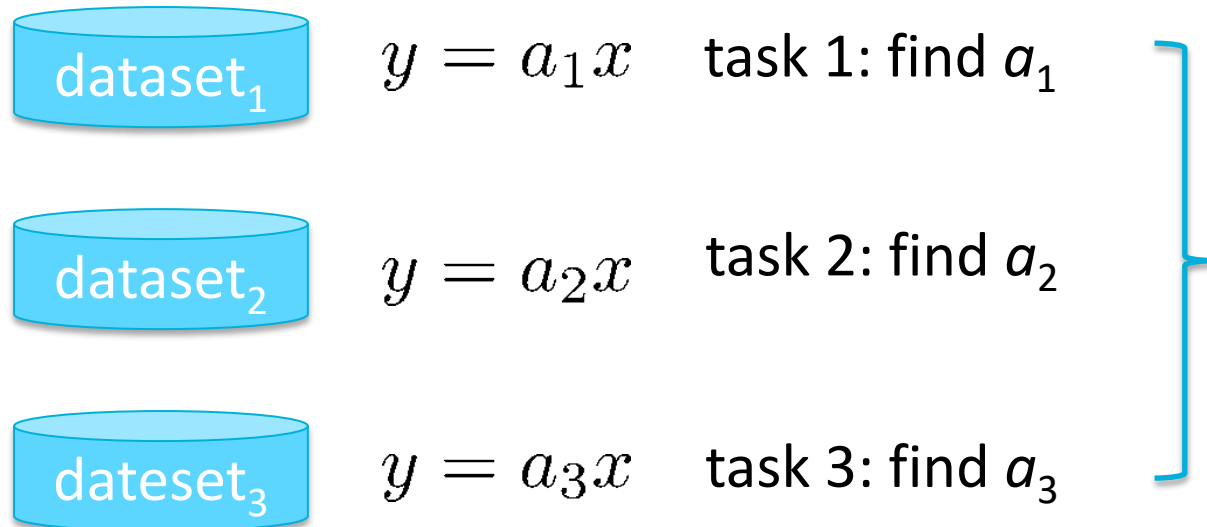 dataset₁ y = a₁x task 1: find a₁
dataset₂ y = a₂x task 2: find a₂
dateset₃ y = a₃x task 3: find a₃